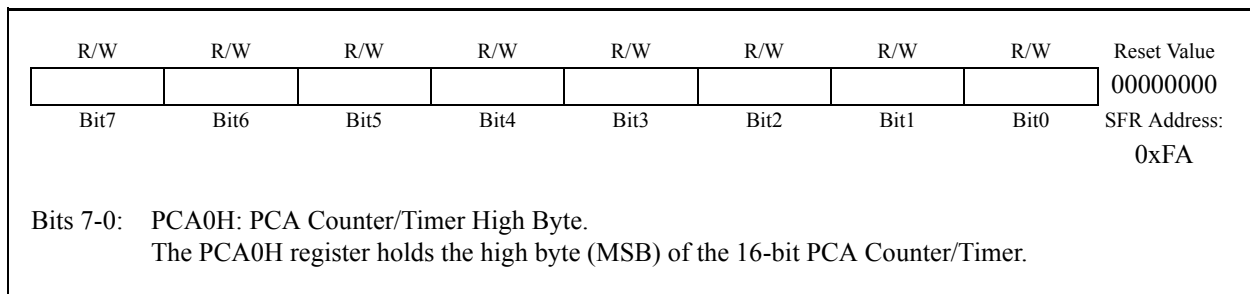 R/W R/W R/W R/W R/W R/W R/W R/W Reset Value
00000000
Bit7 Bit6 Bit5 Bit4 Bit3 Bit2 Bit1 Bit0 SFR Address:
0xFA
Bits 7-0: PCA0H: PCA Counter/Timer High Byte.
The PCA0H register holds the high byte (MSB) of the 16-bit PCA Counter/Timer.